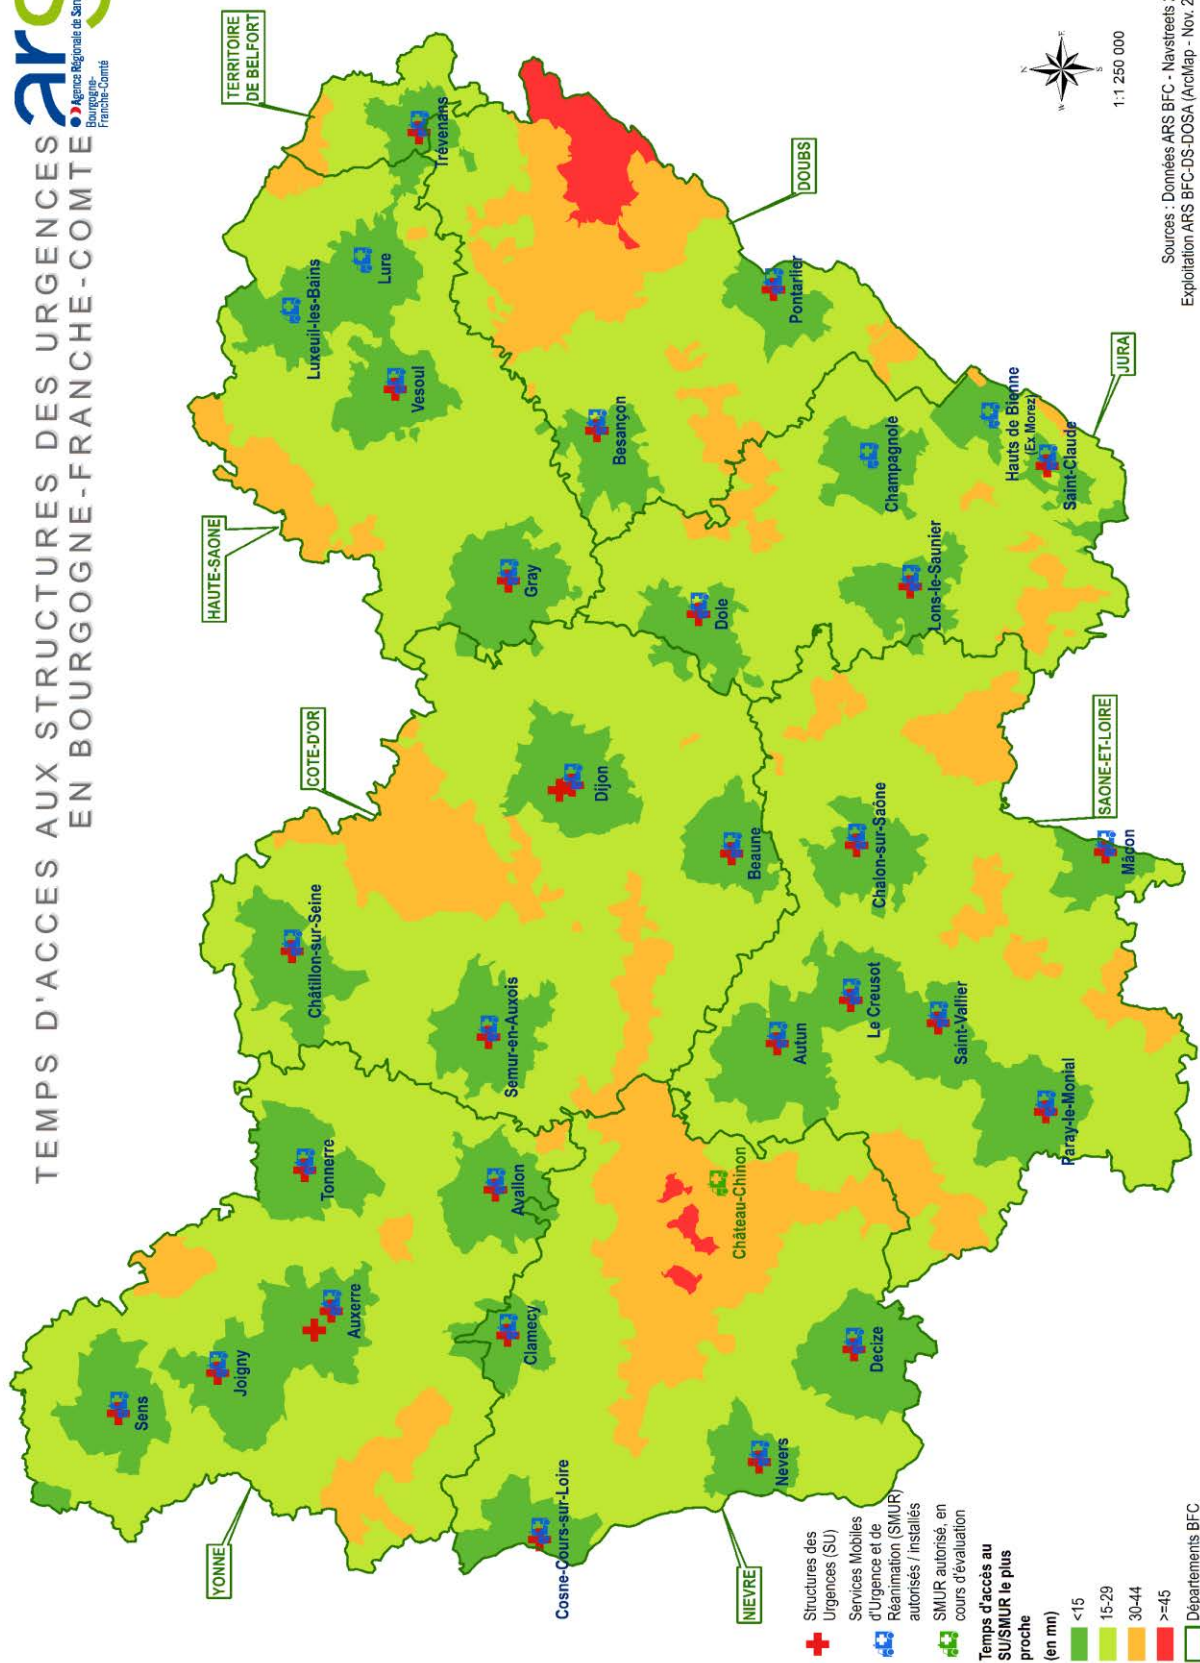 TEMPS D'ACCES AUX STRUCTURES DES URGENCES
EN BOURGOGNE-FRANCHE-COMTE
Agence Régionale de
Bourgogne-
Franche-Comté
TERRITOIRE
DE BELFORT
HAUTE-SAONE
COTE-D'OR
YONNE
NIEVRE
SAONE-ET-LOIRE
JURA
DOUBS
Sens
Joigny
Auxerre
Tonnerre
Avallon
Clamecy
Cosne-Cours-sur-Loire
Nevers
Decize
Château-Chinon
Châtillon-sur-Seine
Semur-en-Auxois
Dijon
Beaune
Autun
Le Creusot
Saint-Vallier
Paray-le-Monial
Chalon-sur-Saône
Mâcon
Gray
Vesoul
Luxeuil-les-Bains
Lure
Trévenans
Besançon
Pontarlier
Dole
Lons-le-Saunier
Champagnole
Hauts de Bienne
(Ex Morez)
Saint-Claude
Structures des
Urgences (SU)
Services Mobiles
d'Urgence et de
Réanimation (SMUR)
autorisés / installés
SMUR autorisé, en
cours d'évaluation
Temps d'accès au
SU/SMUR le plus
proche
(en mn)
<15
15-29
30-44
>=45
Départements BFC
N
E
S
W
1:1 250 000
Sources : Données ARS BFC - Navstreets
Exploitation ARS BFC-DS-DOSA (ArcMap - Nov.